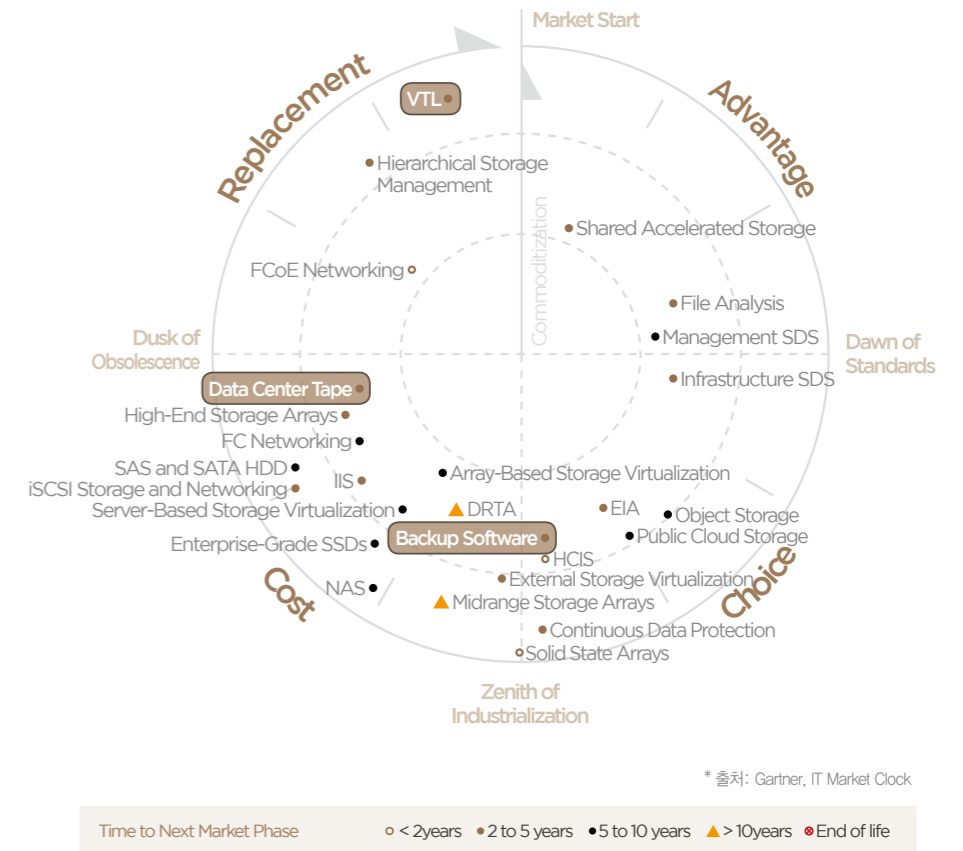 Market Start
Replacement
Advantage
VTL
Hierarchical Storage
Management
Commoditization
Shared Accelerated Storage
FCoE Networking
File Analysis
Dusk of
Obsolescence
Management SDS
Dawn of
Standards
Data Center Tape
Infrastructure SDS
High-End Storage Arrays
FC Networking
SAS and SATA HDD
Array-Based Storage Virtualization
iSCSI Storage and Networking
IIS
Server-Based Storage Virtualization
DRTA
EIA
Object Storage
Enterprise-Grade SSDs
Backup Software
Public Cloud Storage
HCIS
External Storage Virtualization
Cost
Choice
NAS
Midrange Storage Arrays
Continuous Data Protection
Solid State Arrays
Zenith of
Industrialization
* 출처: Gartner, IT Market Clock
Time to Next Market Phase < 2years 2 to 5 years 5 to 10 years > 10years End of life